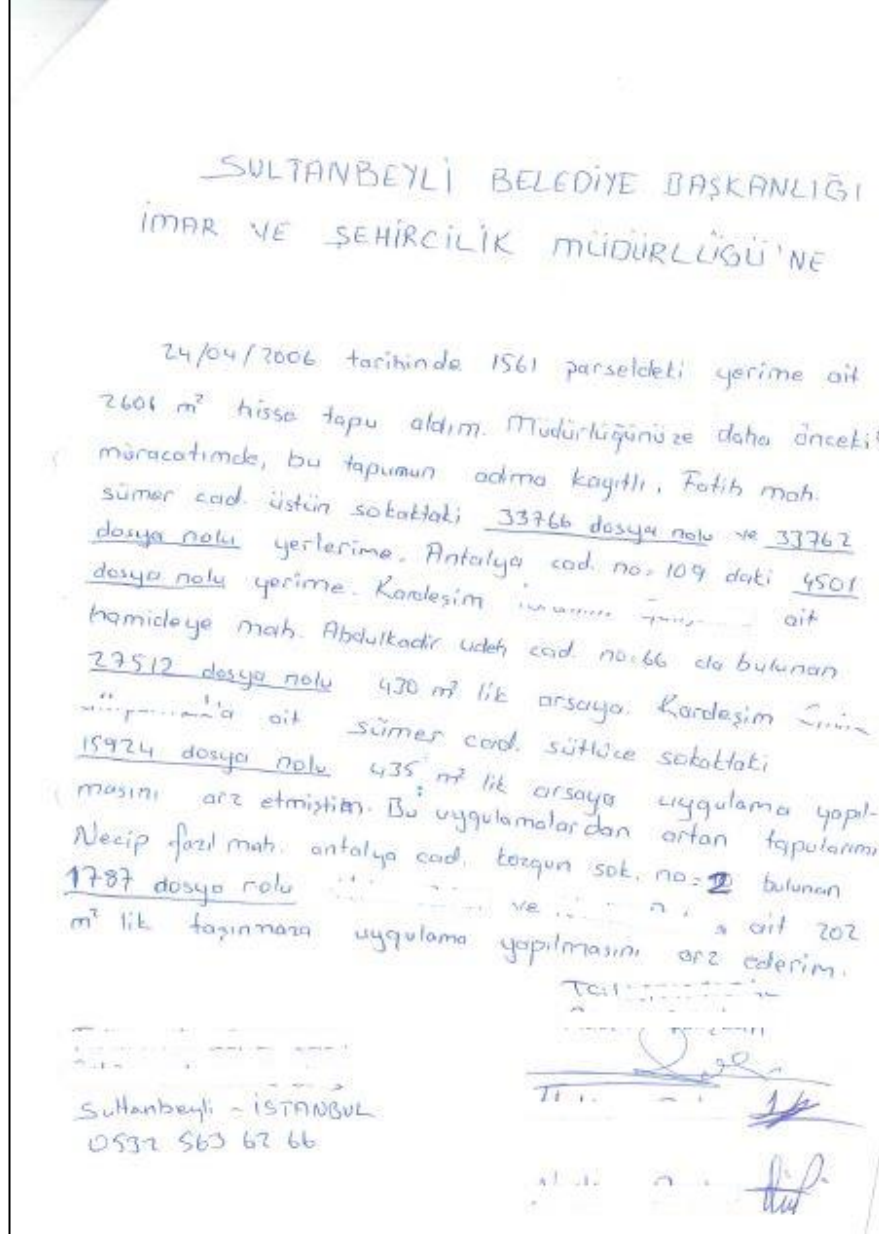 SULTANBEYLİ BELEDİYE BAŞKANLIĞI
İMAR VE ŞEHİRCİLİK MÜDÜRLÜĞÜ'NE
24/04/2006 tarihinde 1561 parseldeki yerime ait
2606 m² hisse tapu aldım. Müdürlüğünüze daha önceki
müracatımda, bu tapumun adıma kayıtlı, Fatih mah.
sümer cad. üstün sokaktaki 33766 dosya nolu ve 33762
dosya nolu yerlerime. Antalya cad. no: 109 daki 4501
dosya nolu yerime. Kardeşim ait
hamideye mah. Abdulkadir udeh cad. no:66 da bulunan
27512 dosya nolu 430 m² lik arsaya. Kardeşim
ait sümer cad. sütlüce sokaktaki
15924 dosya nolu 435 m² lik arsaya uygulama yapıl-
masını arz etmiştim. Bu uygulamalardan artan tapularımı
Necip fazıl mah. antalya cad. kozgun sok. no: 2 bulunan
1787 dosya nolu ve ait 202
m² lik taşınmaza uygulama yapılmasını arz ederim.
Sultanbeyli - İSTANBUL
0532 563 62 66